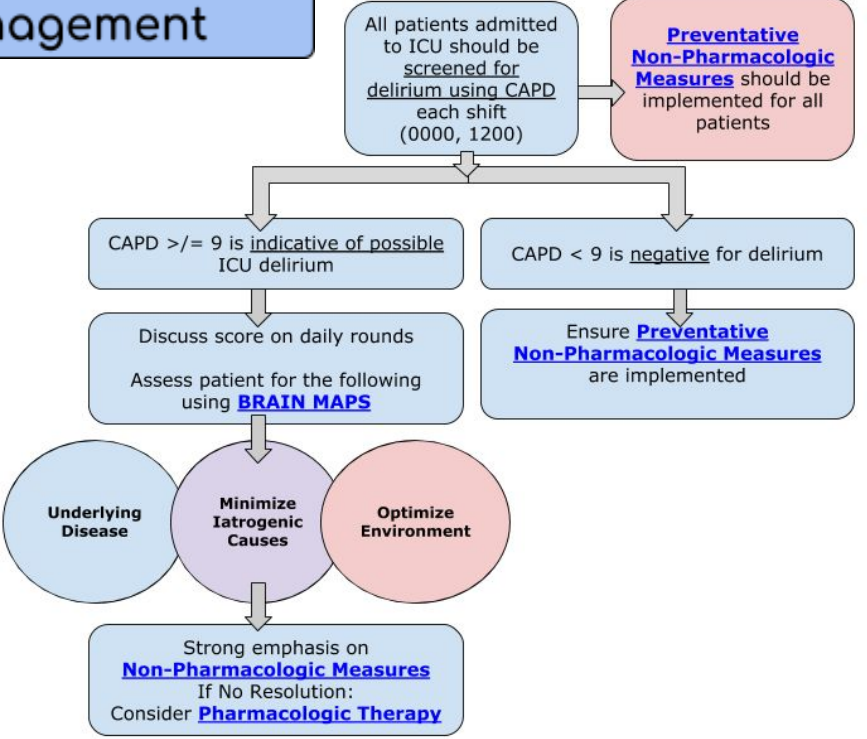 nagement
All patients admitted
to ICU should be
screened for
delirium using CAPD
each shift
(0000, 1200)
Preventative
Non-Pharmacologic
Measures should be
implemented for all
patients
CAPD >/= 9 is indicative of possible
ICU delirium
CAPD < 9 is negative for delirium
Discuss score on daily rounds
Assess patient for the following
using BRAIN MAPS
Ensure Preventative
Non-Pharmacologic Measures
are implemented
Underlying
Disease
Minimize
Iatrogenic
Causes
Optimize
Environment
Strong emphasis on
Non-Pharmacologic Measures
If No Resolution:
Consider Pharmacologic Therapy